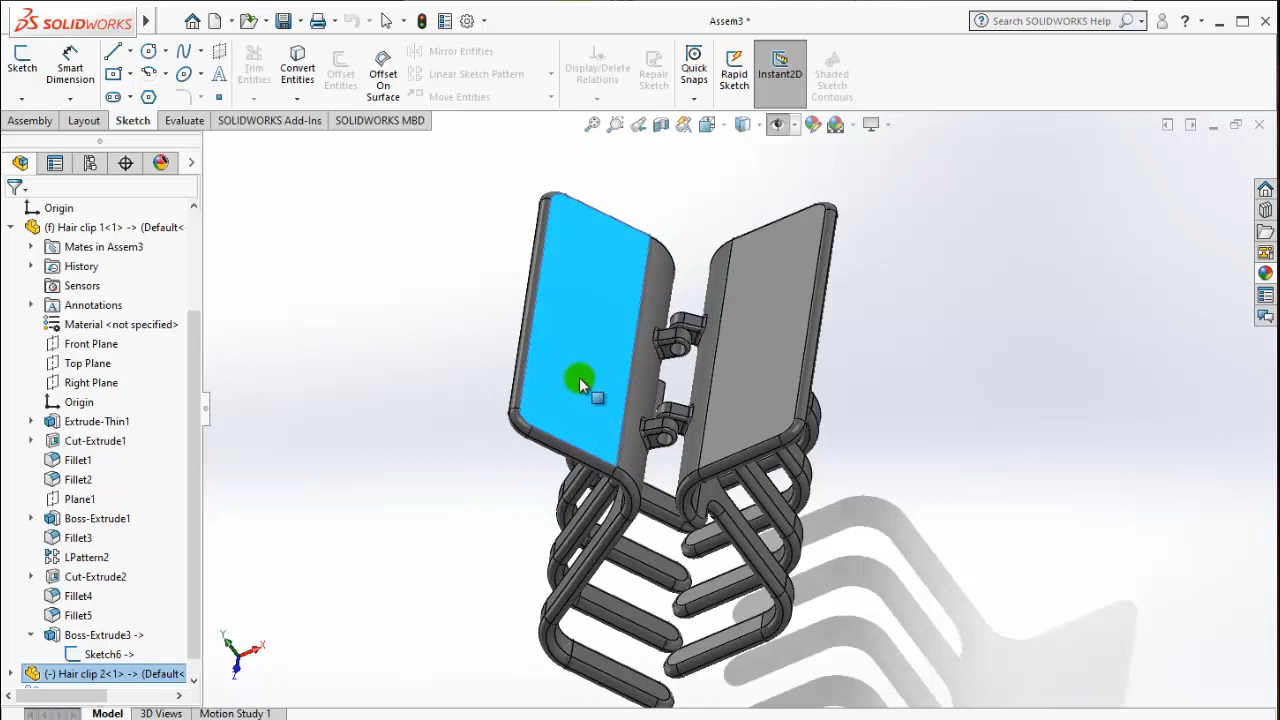 SOLIDWORKS
Assem3 *
Search SOLIDWORKS Help
?
Sketch
Smart Dimension
Trim Entities
Convert Entities
Offset Entities
Offset On Surface
Mirror Entities
Linear Sketch Pattern
Move Entities
Display/Delete Relations
Repair Sketch
Quick Snaps
Rapid Sketch
Instant2D
Shaded Sketch Contours
Assembly
Layout
Sketch
Evaluate
SOLIDWORKS Add-Ins
SOLIDWORKS MBD
Origin
(f) Hair clip 1<1> -> (Default<
Mates in Assem3
History
Sensors
Annotations
Material <not specified>
Front Plane
Top Plane
Right Plane
Origin
Extrude-Thin1
Cut-Extrude1
Fillet1
Fillet2
Plane1
Boss-Extrude1
Fillet3
LPattern2
Cut-Extrude2
Fillet4
Fillet5
Boss-Extrude3 ->
Sketch6 ->
(-) Hair clip 2<1> -> (Default<
Y
X
Z
Model
3D Views
Motion Study 1